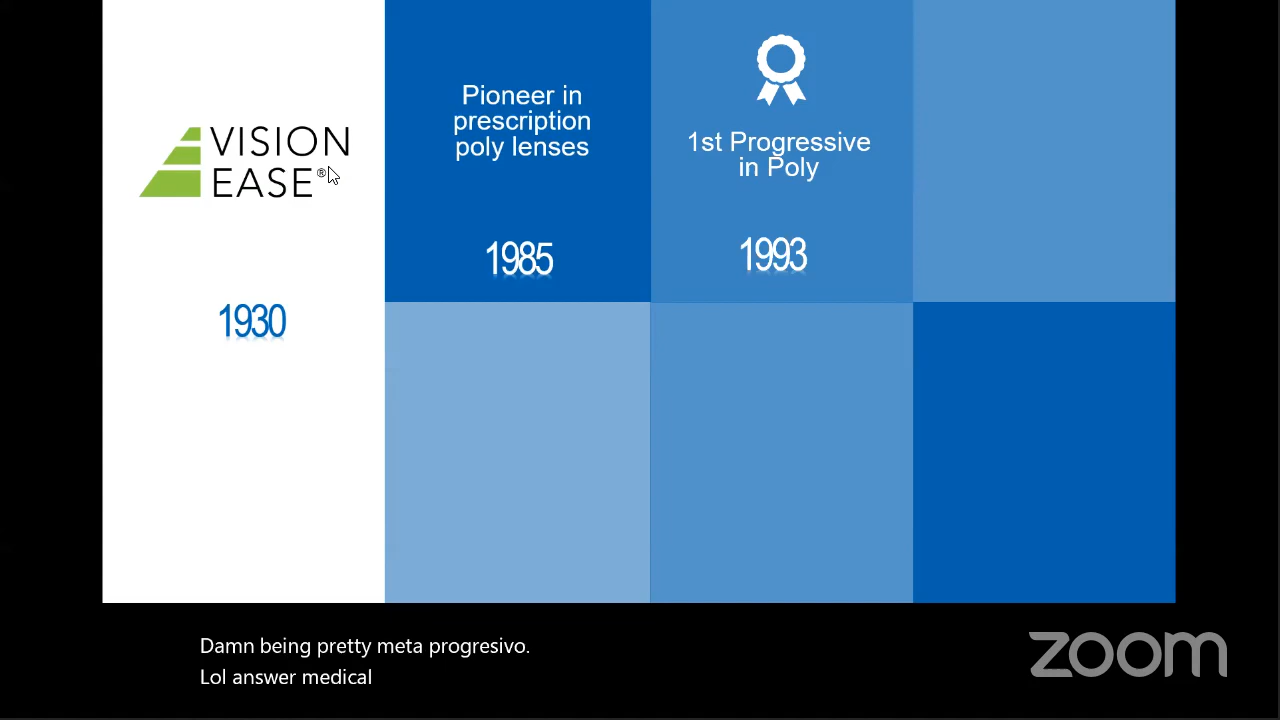 VISION
EASE®
1930
Pioneer in
prescription
poly lenses
1985
1st Progressive
in Poly
1993
Damn being pretty meta progresivo.
Lol answer medical
zoom